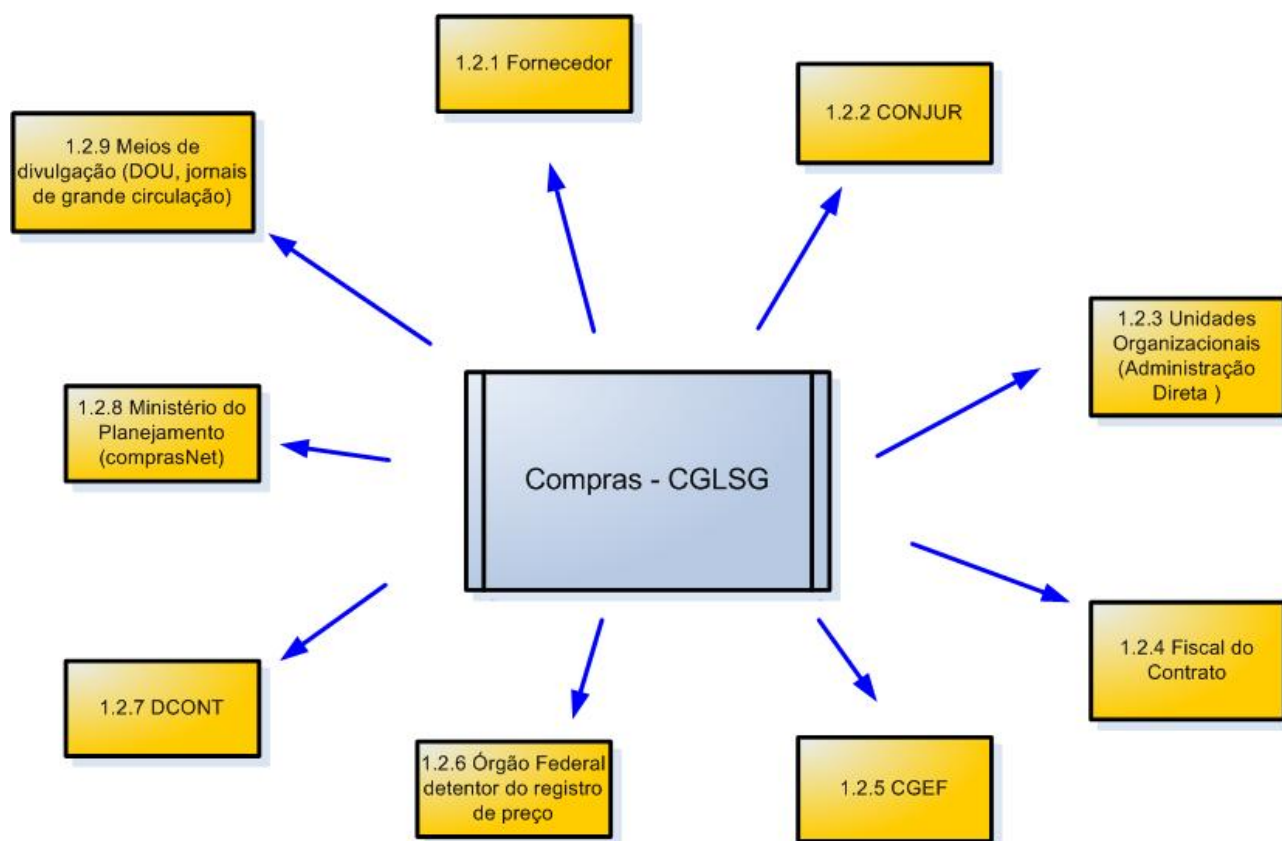 1.2.1 Fornecedor
1.2.2 CONJUR
1.2.9 Meios de
divulgação (DOU, jornais
de grande circulação)
1.2.3 Unidades
Organizacionais
(Administração
Direta )
1.2.8 Ministério do
Planejamento
(comprasNet)
Compras - CGLSG
1.2.4 Fiscal do
Contrato
1.2.7 DCONT
1.2.6 Órgão Federal
detentor do registro
de preço
1.2.5 CGEF